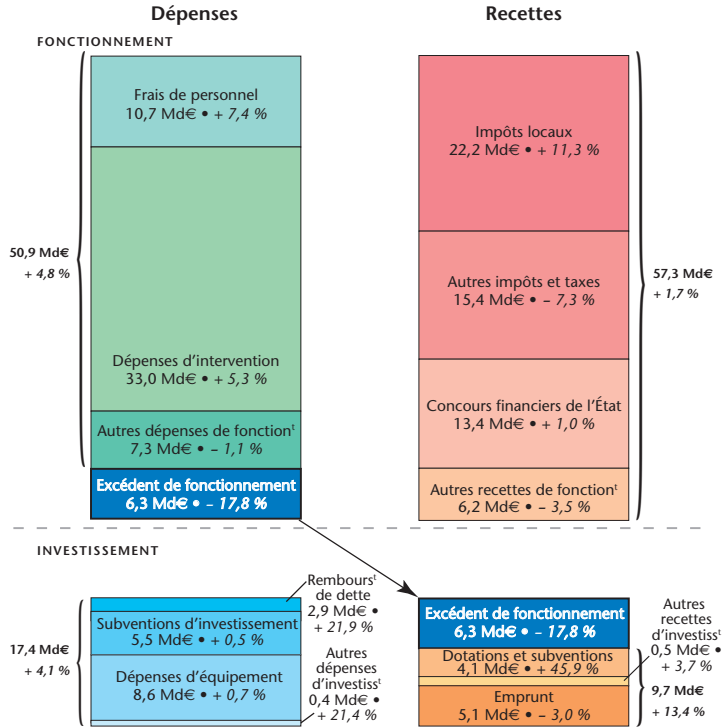 Dépenses
Recettes
FONCTIONNEMENT
Frais de personnel
10,7 Md€ • + 7,4 %
Dépenses d’intervention
33,0 Md€ • + 5,3 %
Autres dépenses de fonctionᵗ
7,3 Md€ • – 1,1 %
50,9 Md€
+ 4,8 %
Excédent de fonctionnement
6,3 Md€ • – 17,8 %
Impôts locaux
22,2 Md€ • + 11,3 %
Autres impôts et taxes
15,4 Md€ • – 7,3 %
Concours financiers de l’État
13,4 Md€ • + 1,0 %
Autres recettes de fonctionᵗ
6,2 Md€ • – 3,5 %
57,3 Md€
+ 1,7 %
INVESTISSEMENT
Remboursᵗ
de dette
2,9 Md€ •
+ 21,9 %
Subventions d’investissement
5,5 Md€ • + 0,5 %
Dépenses d’équipement
8,6 Md€ • + 0,7 %
Autres
dépenses
d’investissᵗ
0,4 Md€ •
+ 21,4 %
17,4 Md€
+ 4,1 %
Excédent de fonctionnement
6,3 Md€ • – 17,8 %
Dotations et subventions
4,1 Md€ • + 45,9 %
Emprunt
5,1 Md€ • – 3,0 %
Autres
recettes
d’investissᵗ
0,5 Md€ •
+ 3,7 %
9,7 Md€
+ 13,4 %